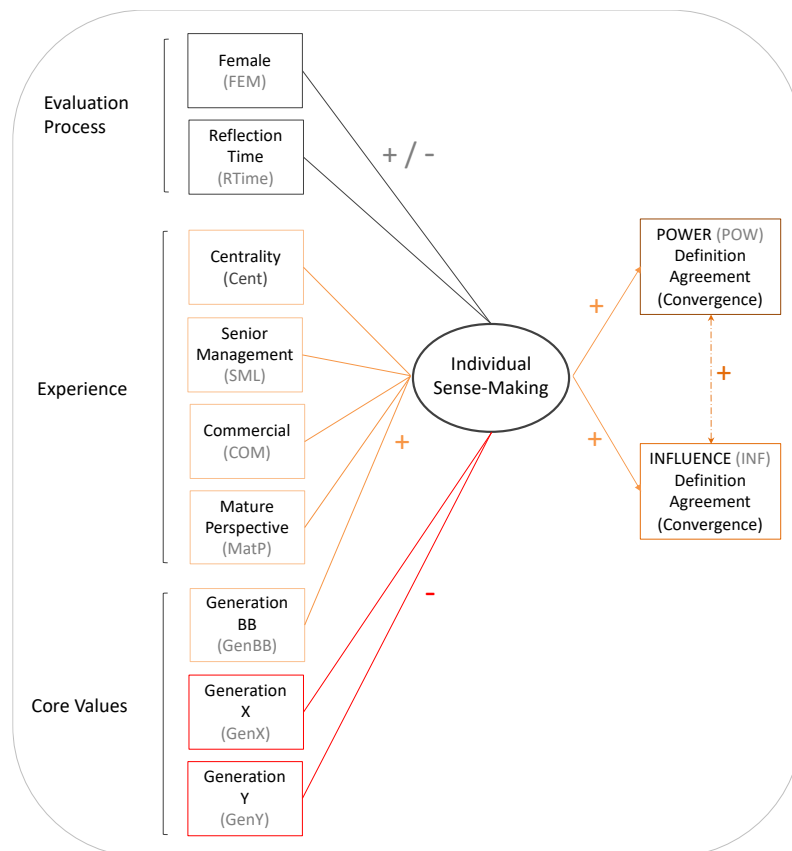 Evaluation
Process
Female
(FEM)
Reflection
Time
(RTime)
+ / -
Experience
Centrality
(Cent)
Senior
Management
(SML)
Commercial
(COM)
Mature
Perspective
(MatP)
+
Core Values
Generation
BB
(GenBB)
Generation
X
(GenX)
Generation
Y
(GenY)
-
Individual
Sense-Making
+
+
POWER (POW)
Definition
Agreement
(Convergence)
+
INFLUENCE (INF)
Definition
Agreement
(Convergence)